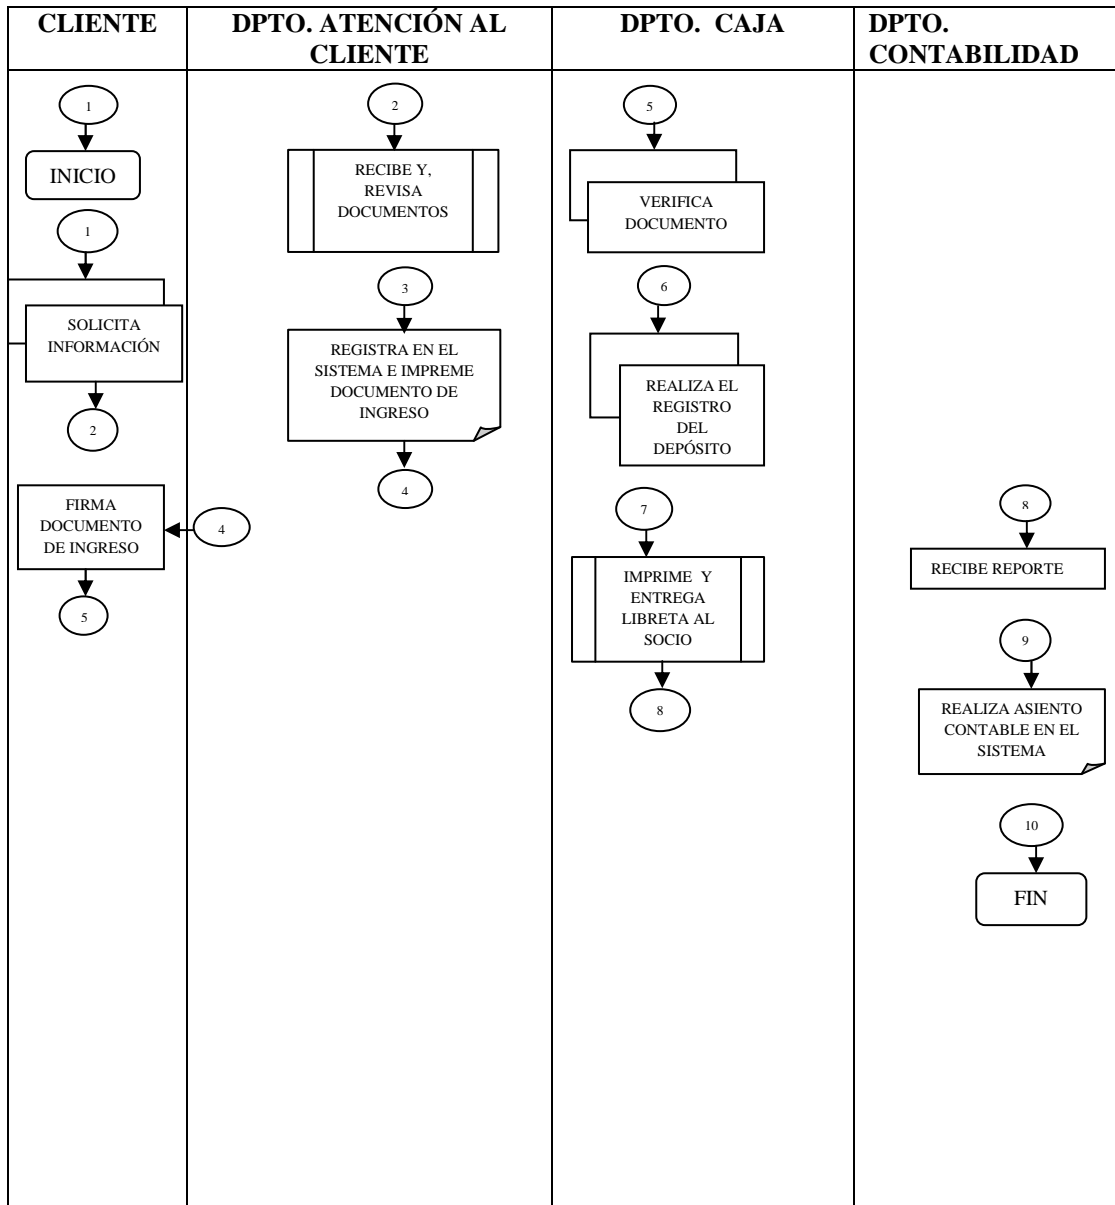 CLIENTE
DPTO. ATENCIÓN AL
CLIENTE
DPTO. CAJA
DPTO.
CONTABILIDAD
1
INICIO
1
SOLICITA
INFORMACIÓN
2
FIRMA
DOCUMENTO
DE INGRESO
4
5
2
RECIBE Y,
REVISA
DOCUMENTOS
3
REGISTRA EN EL
SISTEMA E IMPREME
DOCUMENTO DE
INGRESO
4
5
VERIFICA
DOCUMENTO
6
REALIZA EL
REGISTRO
DEL
DEPÓSITO
7
IMPRIME Y
ENTREGA
LIBRETA AL
SOCIO
8
8
RECIBE REPORTE
9
REALIZA ASIENTO
CONTABLE EN EL
SISTEMA
10
FIN